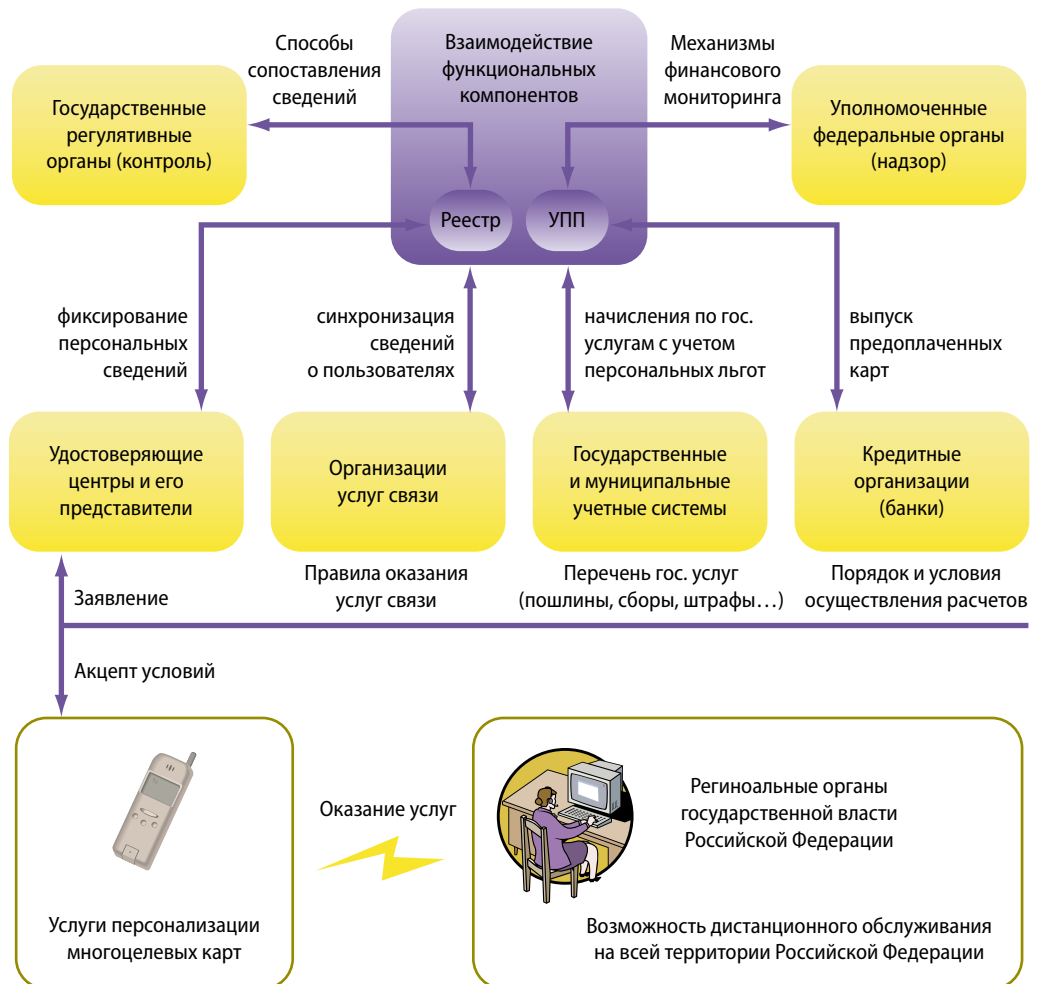 Способы
сопоставления
сведений
Взаимодействие
функциональных
компонентов
Механизмы
финансового
мониторинга
Государственные
регулятивные
органы (контроль)
Уполномоченные
федеральные органы
(надзор)
Реестр
УПП
фиксирование
персональных
сведений
синхронизация
сведений
о пользователях
начисления по гос.
услугам с учетом
персональных льгот
выпуск
предоплаченных
карт
Удостоверяющие
центры и его
представители
Организации
услуг связи
Государственные
и муниципальные
учетные системы
Кредитные
организации
(банки)
Правила оказания
услуг связи
Перечень гос. услуг
(пошлины, сборы, штрафы…)
Порядок и условия
осуществления расчетов
Заявление
Акцепт условий
Оказание услуг
Региноальные органы
государственной власти
Российской Федерации
Услуги персонализации
многоцелевых карт
Возможность дистанционного обслуживания
на всей территории Российской Федерации